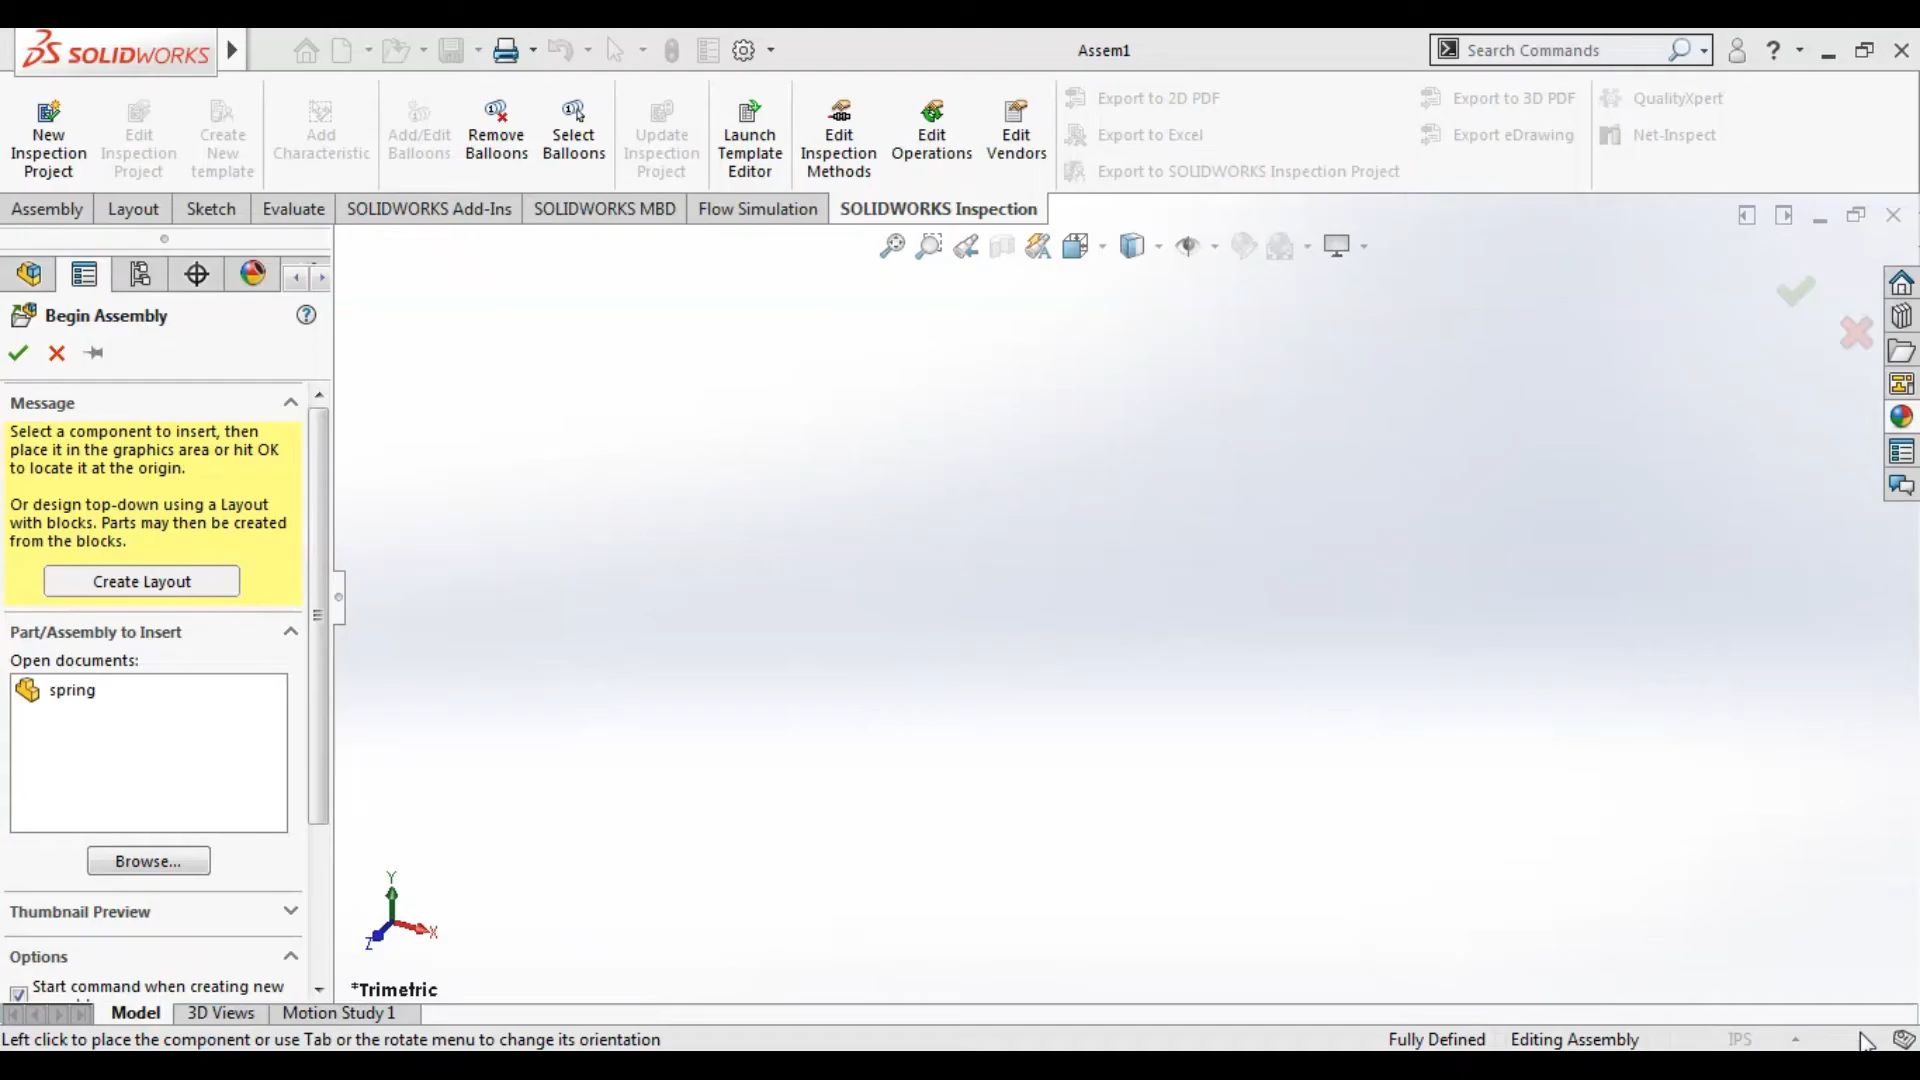 SOLIDWORKS
Assem1
Search Commands
?
New Inspection Project
Edit Inspection Project
Create New template
Add Characteristic
Add/Edit Balloons
Remove Balloons
Select Balloons
Update Inspection Project
Launch Template Editor
Edit Inspection Methods
Edit Operations
Edit Vendors
Export to 2D PDF
Export to Excel
Export to SOLIDWORKS Inspection Project
Export to 3D PDF
Export eDrawing
QualityXpert
Net-Inspect
Assembly
Layout
Sketch
Evaluate
SOLIDWORKS Add-Ins
SOLIDWORKS MBD
Flow Simulation
SOLIDWORKS Inspection
Begin Assembly
?
Message
Select a component to insert, then
place it in the graphics area or hit OK
to locate it at the origin.
Or design top-down using a Layout
with blocks. Parts may then be created
from the blocks.
Create Layout
Part/Assembly to Insert
Open documents:
spring
Browse...
Thumbnail Preview
Options
Start command when creating new
Y
X
Z
*Trimetric
Model
3D Views
Motion Study 1
Left click to place the component or use Tab or the rotate menu to change its orientation
Fully Defined
Editing Assembly
IPS